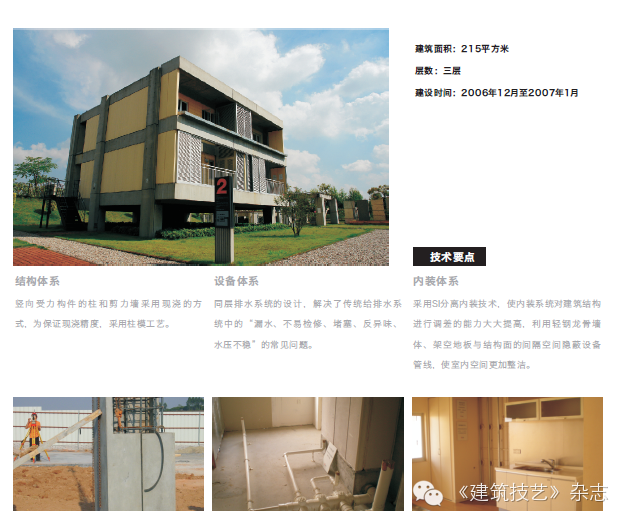 建筑面积：215平方米
层数：三层
建设时间：2006年12月至2007年1月
2
技术要点
结构体系
竖向受力构件的柱和剪力墙采用现浇的方
式，为保证现浇精度，采用柱模工艺。
设备体系
同层排水系统的设计，解决了传统给排水系
统中的“漏水、不易检修、堵塞、反异味、
水压不稳”的常见问题。
内装体系
采用SI分离内装技术，使内装系统对建筑结构
进行调差的能力大大提高，利用轻钢龙骨墙
体、架空地板与结构面的间隔空间隐蔽设备
管线，使室内空间更加整洁。
《建筑技艺》杂志